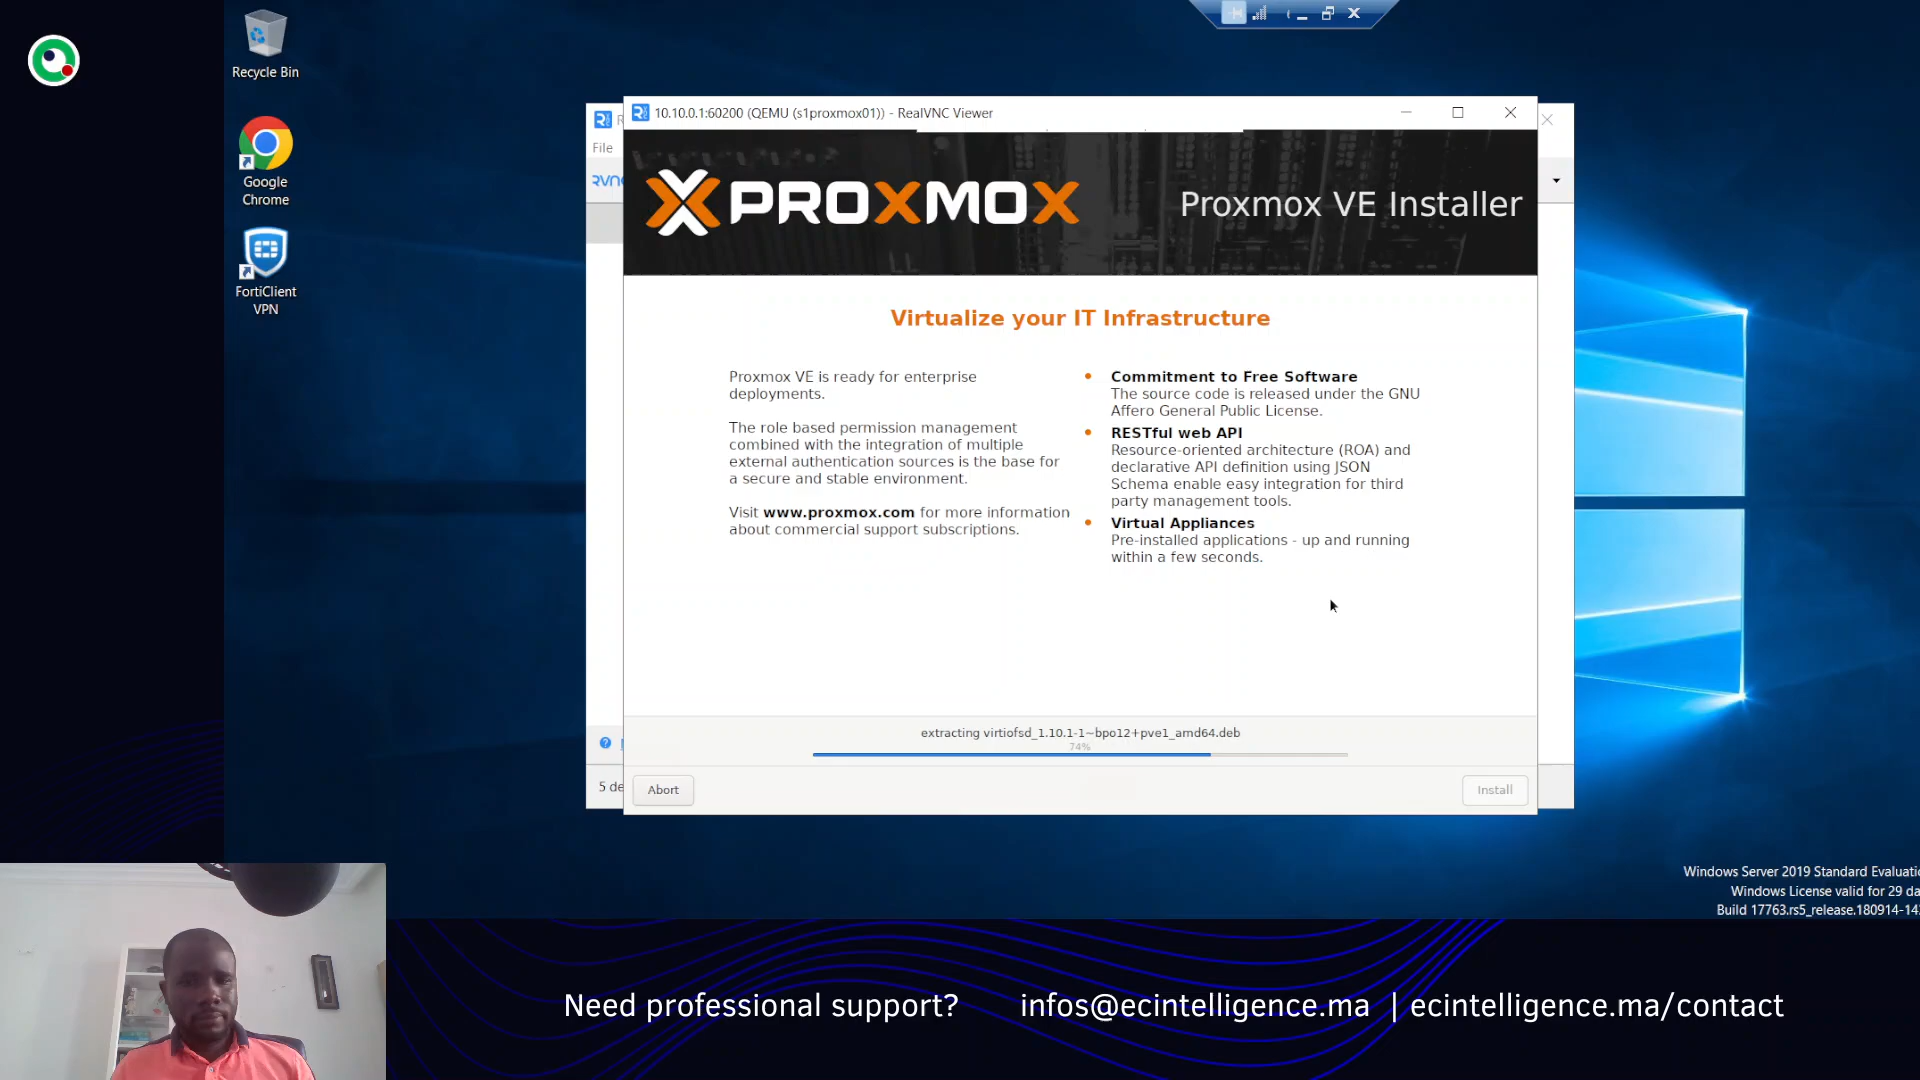 Recycle Bin
Google
Chrome
FortiClient
VPN
File
5 de
10.10.0.1:60200 (QEMU (s1proxmox01)) - RealVNC Viewer
PROXMOX
Proxmox VE Installer
Virtualize your IT Infrastructure
Proxmox VE is ready for enterprise
deployments.
The role based permission management
combined with the integration of multiple
external authentication sources is the base for
a secure and stable environment.
Visit www.proxmox.com for more information
about commercial support subscriptions.
Commitment to Free Software
The source code is released under the GNU
Affero General Public License.
RESTful web API
Resource-oriented architecture (ROA) and
declarative API definition using JSON
Schema enable easy integration for third
party management tools.
Virtual Appliances
Pre-installed applications - up and running
within a few seconds.
extracting virtiofsd_1.10.1-1~bpo12+pve1_amd64.deb
74%
Abort
Install
Windows Server 2019 Standard Evaluatio
Windows License valid for 29 da
Build 17763.rs5_release.180914-143
Need professional support? infos@ecintelligence.ma | ecintelligence.ma/contact